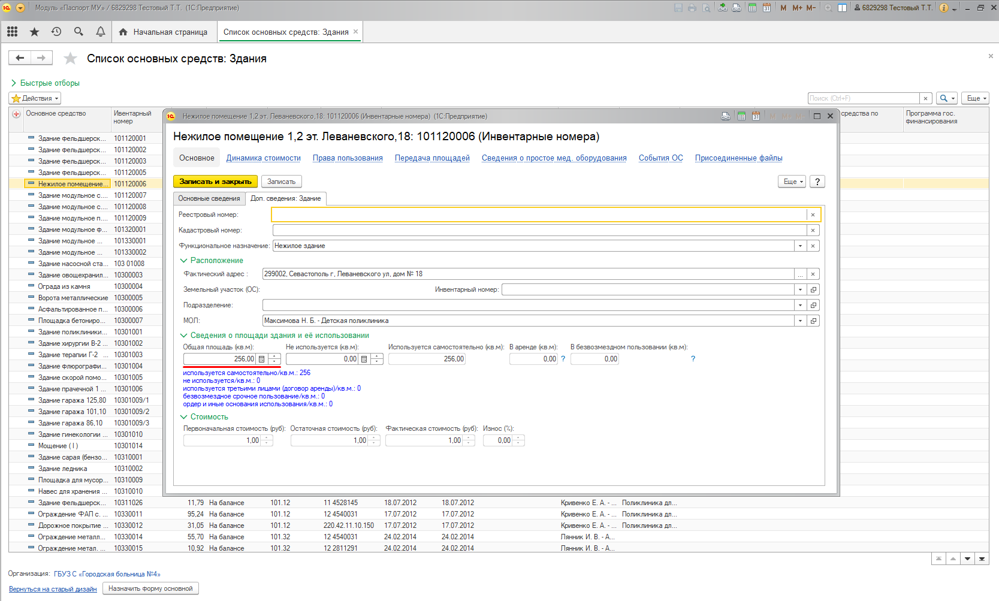 Модуль «Паспорт МУ» / 6829298 Тестовый Т.Т. (1С:Предприятие)
M M+ M- 6829298 Тестовый Т.Т.
Начальная страница
Список основных средств: Здания
Список основных средств: Здания
Быстрые отборы
Действия
Поиск (Ctrl+F)
Еще
Основное средство
Ивентарный номер
средства по
Программа гос. финансирования
Здание фельдшерск... 101120001
Здание фельдшерск... 101120002
Здание фельдшерск... 101120003
Здание фельдшерск... 101120005
Нежилое помещение... 101120006
Здание модульное с.... 101120007
Здание модульное с.... 101120008
Здание модульное п.... 101120009
Здание модульное ф... 101320001
Здание модульное ... 101330001
Здание модульное ... 101330002
Здание насосной ста... 103 01008
Здание овощехранил... 10300003
Ограда из камня 10300004
Ворота металлические 10300005
Асфальтированное п... 10300006
Площадка бетониро... 10300007
Здание поликлиники... 10301001
Здание хирургии В-2 ... 10301002
Здание терапии Г-2 ... 10301003
Здание флюрографи... 10301004
Здание скорой помо... 10301005
Здание прачечной 1 ... 10301006
Здание гаража 125,80 10301009/1
Здание гаража 101,10 10301009/2
Здание гаража 86,10 10301009/3
Здание гинекологии ... 10301010
Мощение ( I ) 10301014
Здание сарая (бензо... 10310001
Здание ледника 10310002
Площадка для мусор... 10310009
Навес для хранения ... 10310010
Здание фельдшерск... 10311026 11,79 На балансе 101.12 11 4528145 18.07.2012 18.07.2012 Кривенко Е. А. - ... Поликлиника дл...
Ограждение ФАП с. ... 10330011 95,24 На балансе 101.12 12 4540031 17.07.2012 17.07.2012 Кривенко Е. А. - ... Поликлиника дл...
Дорожное покрытие ... 10330012 31,05 На балансе 101.12 220.42.11.10.150 17.07.2012 17.07.2012 Кривенко Е. А. - ... Поликлиника дл...
Ограждение металл... 10330014 55,70 На балансе 101.32 12 4540031 24.02.2014 24.02.2014 Лянник И. В. - А...
Ограждение метал. ... 10330015 10,92 На балансе 101.32 12 2811291 24.02.2014 24.02.2014 Лянник И. В. - А...
Нежилое помещение 1,2 эт. Леваневского,18: 101120006 (Инвентарные номера) (1С:Предприятие)
M M+ M-
Нежилое помещение 1,2 эт. Леваневского,18: 101120006 (Инвентарные номера)
Основное Динамика стоимости Права пользования Передача площадей Сведения о простое мед. оборудования События ОС Присоединенные файлы
Записать и закрыть Записать Еще ?
Основные сведения Доп. сведения: Здание
Реестровый номер:
Кадастровый номер:
Функциональное назначение: Нежилое здание
Расположение
Фактический адрес : 299002, Севастополь г, Леваневского ул, дом № 18 ...
Земельный участок (ОС): Инвентарный номер:
Подразделение:
МОЛ: Максимова Н. Б. - Детская поликлиника
Сведения о площади здания и её использовании
Общая площадь (кв.м): Не используется (кв.м): Используется самостоятельно (кв.м): В аренде (кв.м): В безвозмездном пользовании (кв.м):
256,00 0,00 256,00 0,00 ? 0,00 ?
используется самостоятельно/кв.м.: 256
не используется/кв.м.: 0
используется третьими лицами (договор аренды)/кв.м.: 0
безвозмездное срочное пользование/кв.м.: 0
ордер и иные основания использования/кв.м.: 0
Стоимость
Первоначальная стоимость (руб): Остаточная стоимость (руб): Фактическая стоимость (руб): Износ (%):
1,00 1,00 1,00 0,00
Организация: ГБУЗ С «Городская больница №4»
Вернуться на старый дизайн Назначить форму основной